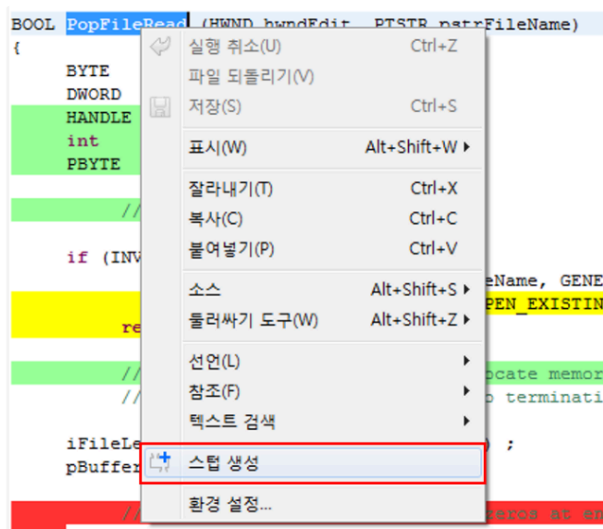 BOOL PopFileRead (HWND hwndEdit, PTSTR pstrFileName)
{
BYTE
DWORD
HANDLE
int
PBYTE
//
if (INV
eName, GENE
PEN_EXISTIN
re
// ocate memor
// o terminati
iFileLe ) ;
pBuffer
// eros at en
실행 취소(U) Ctrl+Z
파일 되돌리기(V)
저장(S) Ctrl+S
표시(W) Alt+Shift+W
잘라내기(T) Ctrl+X
복사(C) Ctrl+C
붙여넣기(P) Ctrl+V
소스 Alt+Shift+S
둘러싸기 도구(W) Alt+Shift+Z
선언(L)
참조(F)
텍스트 검색
스텁 생성
환경 설정...